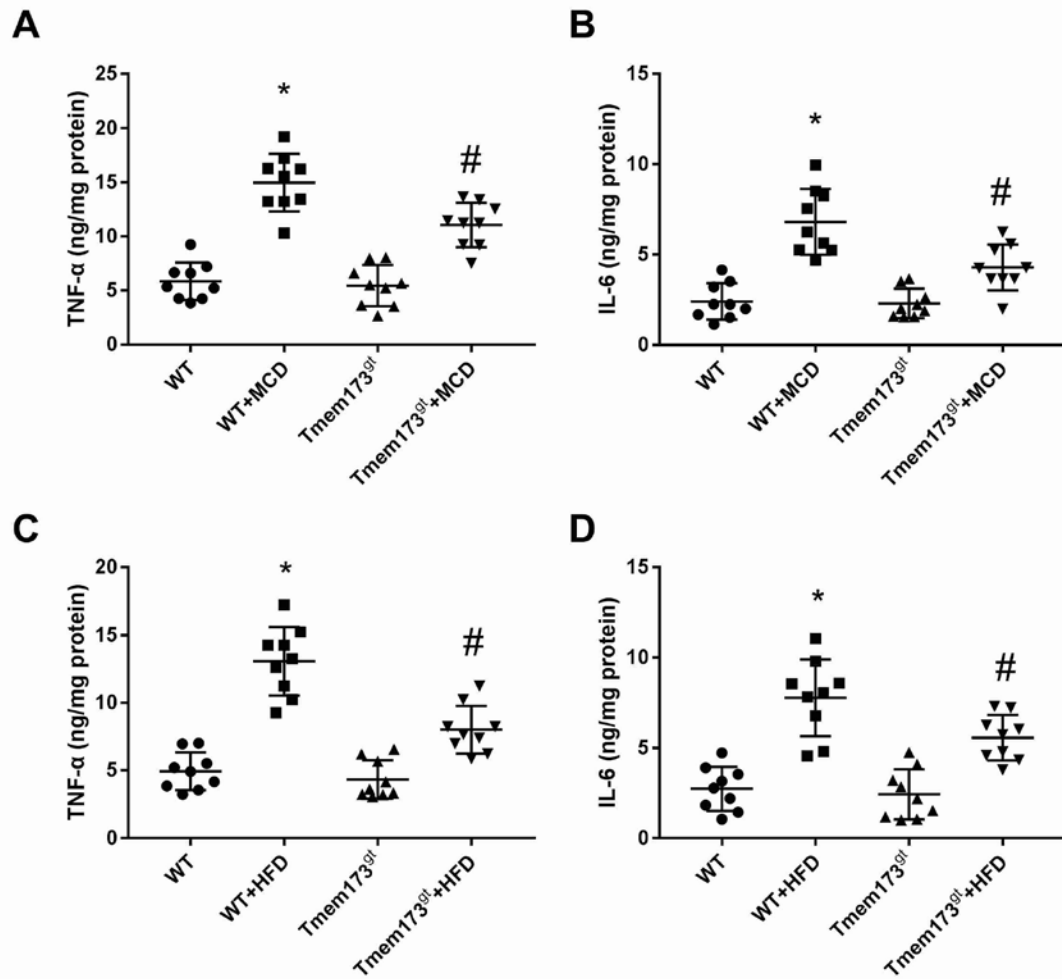 A
TNF-α (ng/mg protein)
25
20
15
10
5
0
*
#
WT
WT+MCD
Tmem173gt
Tmem173gt+MCD
B
IL-6 (ng/mg protein)
15
10
5
0
*
#
WT
WT+MCD
Tmem173gt
Tmem173gt+MCD
C
TNF-α (ng/mg protein)
20
15
10
5
0
*
#
WT
WT+HFD
Tmem173gt
Tmem173gt+HFD
D
IL-6 (ng/mg protein)
15
10
5
0
*
#
WT
WT+HFD
Tmem173gt
Tmem173gt+HFD